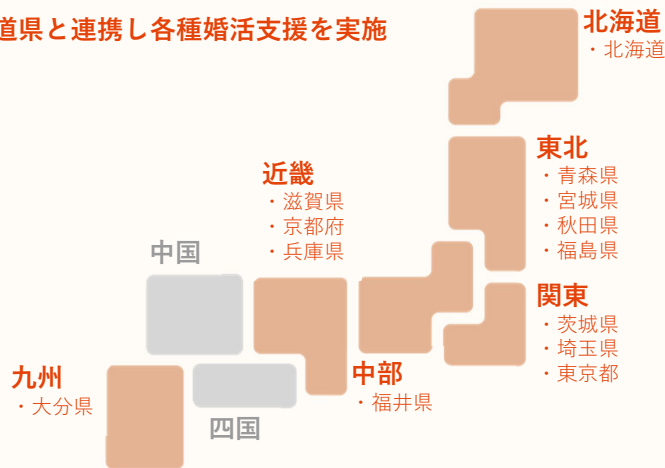 道県と連携し各種婚活支援を実施
北海道
・北海道
東北
・青森県
・宮城県
・秋田県
・福島県
近畿
・滋賀県
・京都府
・兵庫県
中国
関東
・茨城県
・埼玉県
・東京都
中部
・福井県
九州
・大分県
四国